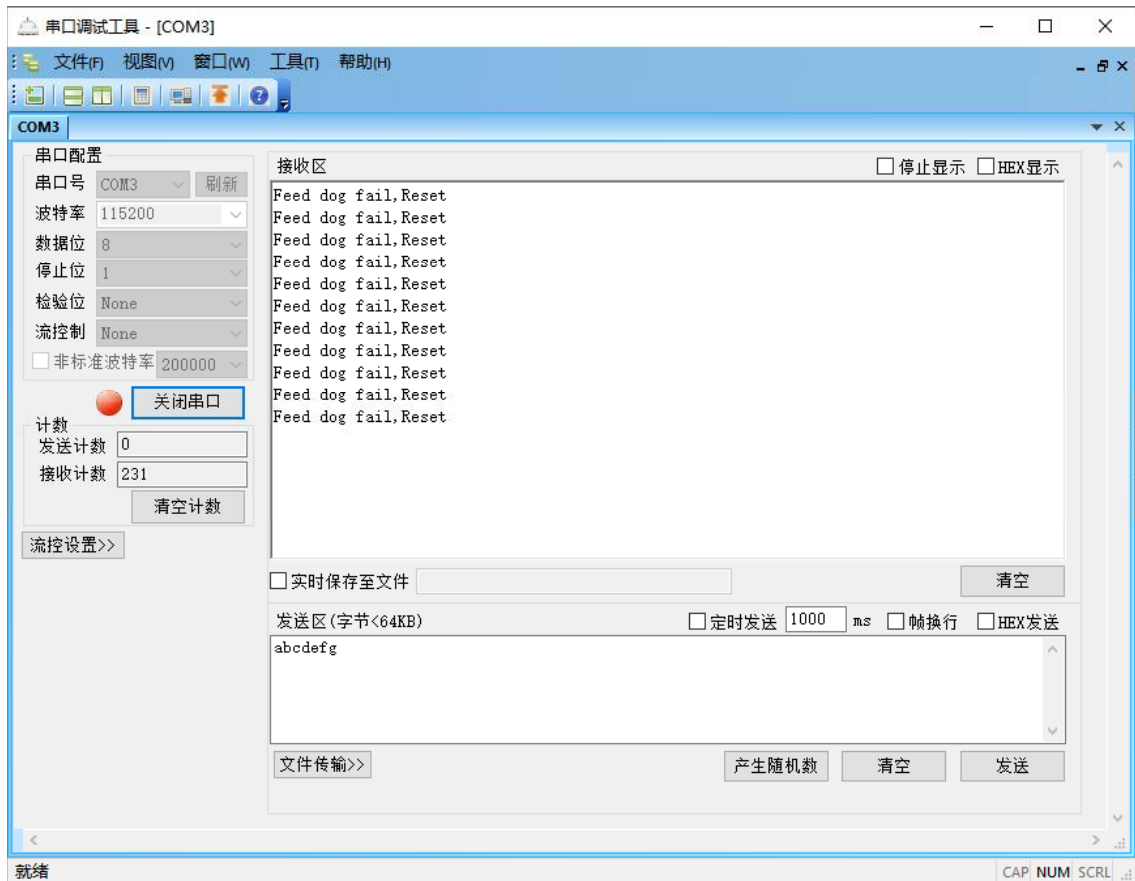 串口调试工具 - [COM3]
文件(F) 视图(V) 窗口(W) 工具(T) 帮助(H)
COM3
串口配置
串口号 COM3 刷新
波特率 115200
数据位 8
停止位 1
检验位 None
流控制 None
非标准波特率 200000
关闭串口
计数
发送计数 0
接收计数 231
清空计数
流控设置>>
接收区 停止显示 HEX显示
Feed dog fail,Reset
Feed dog fail,Reset
Feed dog fail,Reset
Feed dog fail,Reset
Feed dog fail,Reset
Feed dog fail,Reset
Feed dog fail,Reset
Feed dog fail,Reset
Feed dog fail,Reset
Feed dog fail,Reset
Feed dog fail,Reset
实时保存至文件 清空
发送区(字节<64KB) 定时发送 1000 ms 帧换行 HEX发送
abcdefg
文件传输>> 产生随机数 清空 发送
就绪 CAP NUM SCRL